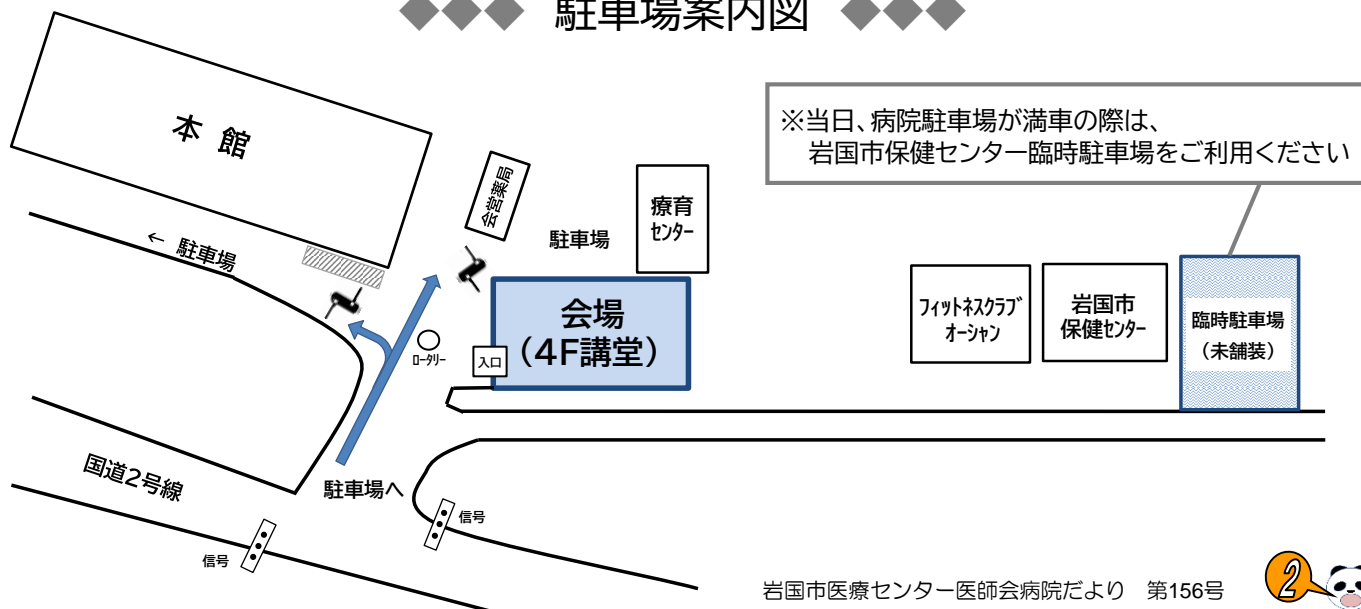 ◆◆◆ 駐車場案内図 ◆◆◆
※当日、病院駐車場が満車の際は、
岩国市保健センター臨時駐車場をご利用ください
本館
会営薬局
療育
センター
← 駐車場
駐車場
会場
(4F講堂)
入口
ロータリー
フィットネスクラブ
オーシャン
岩国市
保健センター
臨時駐車場
(未舗装)
国道2号線
駐車場へ
信号
信号
岩国市医療センター医師会病院だより 第156号
2